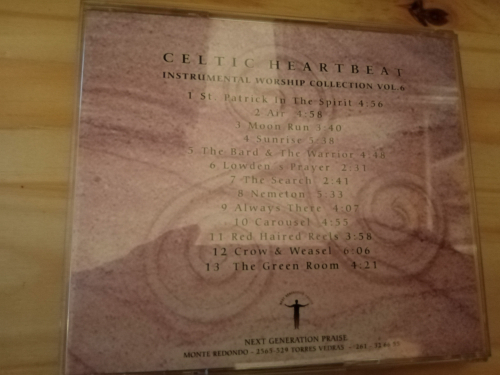 CELTIC HEARTBEAT
INSTRUMENTAL WORSHIP COLLECTION VOL.6
1 St. Patrick In The Spirit 4:56
2 Air 4:58
3 Moon Run 3:40
4 Sunrise 3:38
5 The Bard & The Warrior 4:48
6 Lowden's Prayer 2:31
7 The Search 2:41
8 Nemeton 5:33
9 Always There 4:07
10 Carousel 4:55
11 Red Haired Reels 3:58
12 Crow & Weasel 6:06
13 The Green Room 4:21
NEXT GENERATION PRAISE
MONTE REDONDO - 2565-529 TORRES VEDRAS - 261